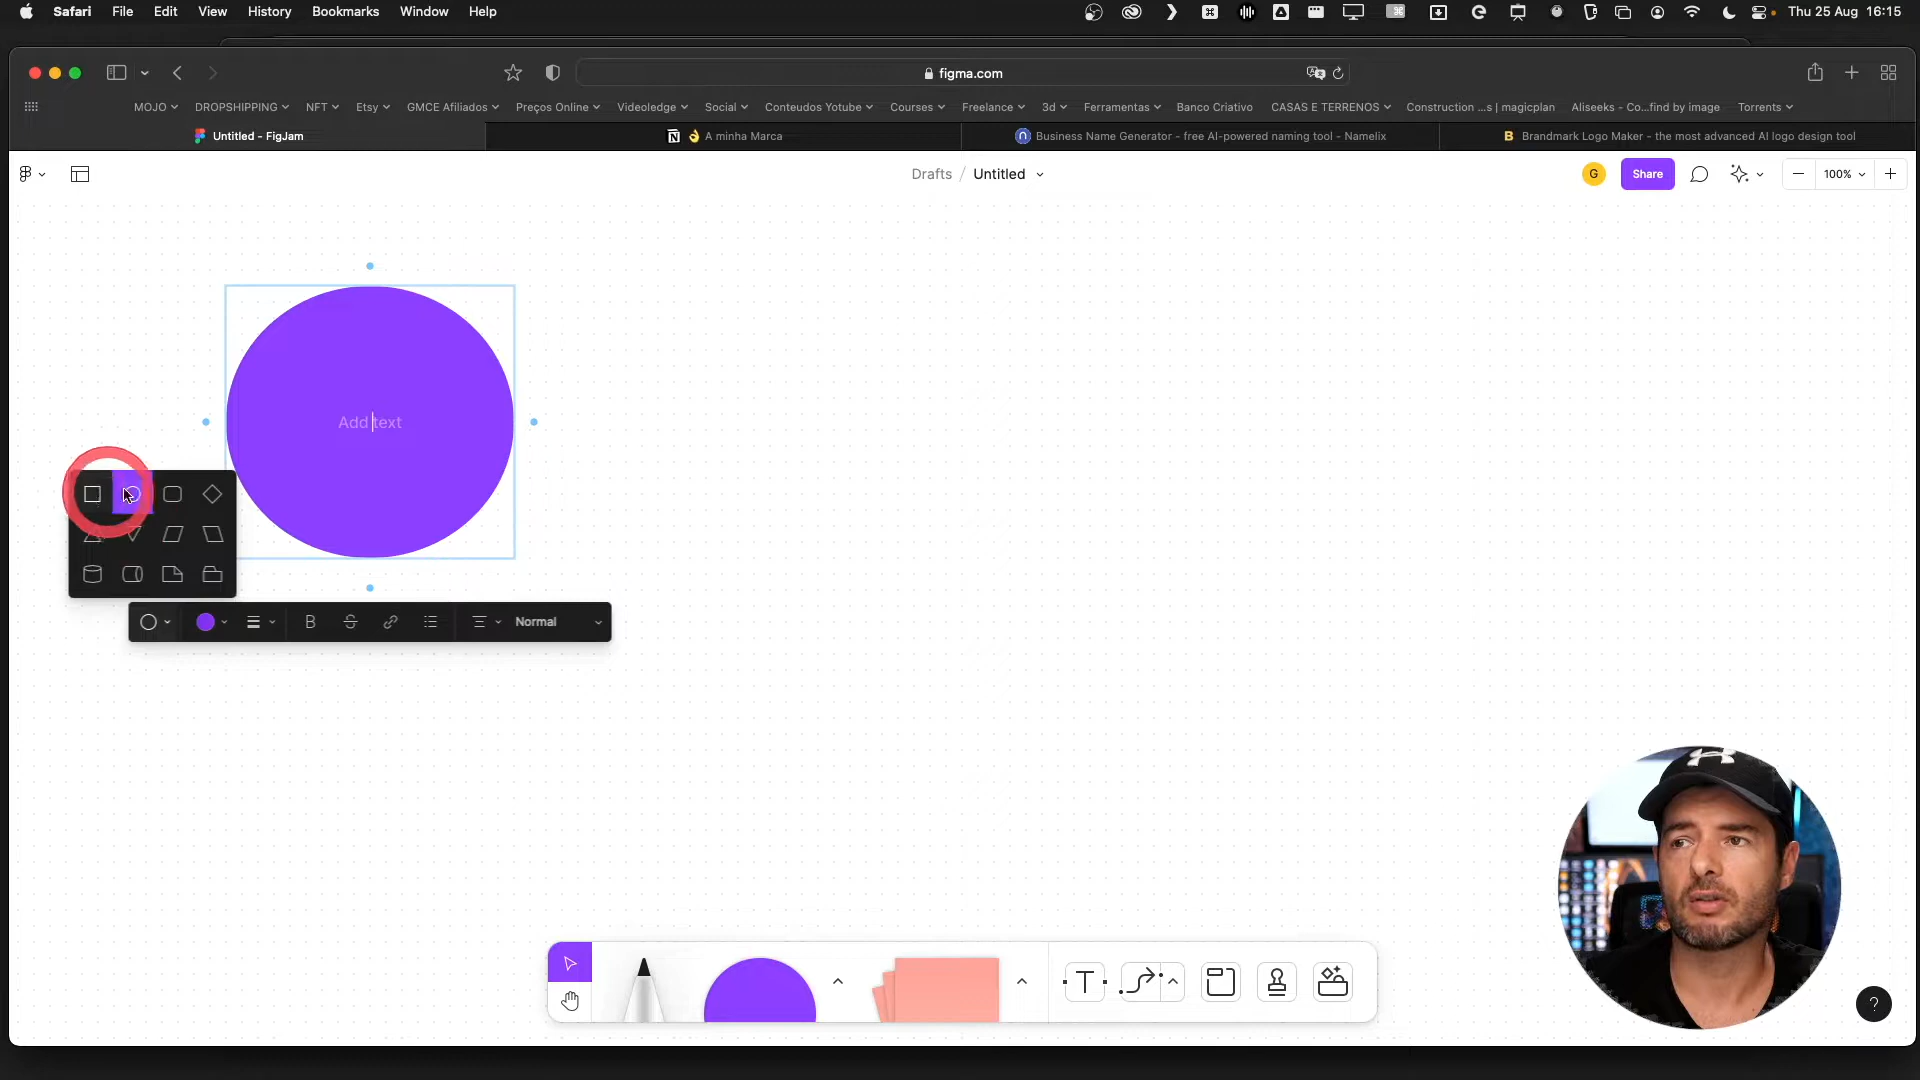 Safari File Edit View History Bookmarks Window Help Thu 25 Aug 16:15
figma.com
MOJO DROPSHIPPING NFT Etsy GMCE Afiliados Preços Online Videoledge Social Conteudos Youtube Courses Freelance 3d Ferramentas Banco Criativo CASAS E TERRENOS Construction ...s | magicplan Aliseeks - Co...find by image Torrents
Untitled - FigJam 👌 A minha Marca Business Name Generator - free AI-powered naming tool - Namelix B Brandmark Logo Maker - the most advanced AI logo design tool
Drafts / Untitled G Share 100%
Add text
B S Normal
T
?